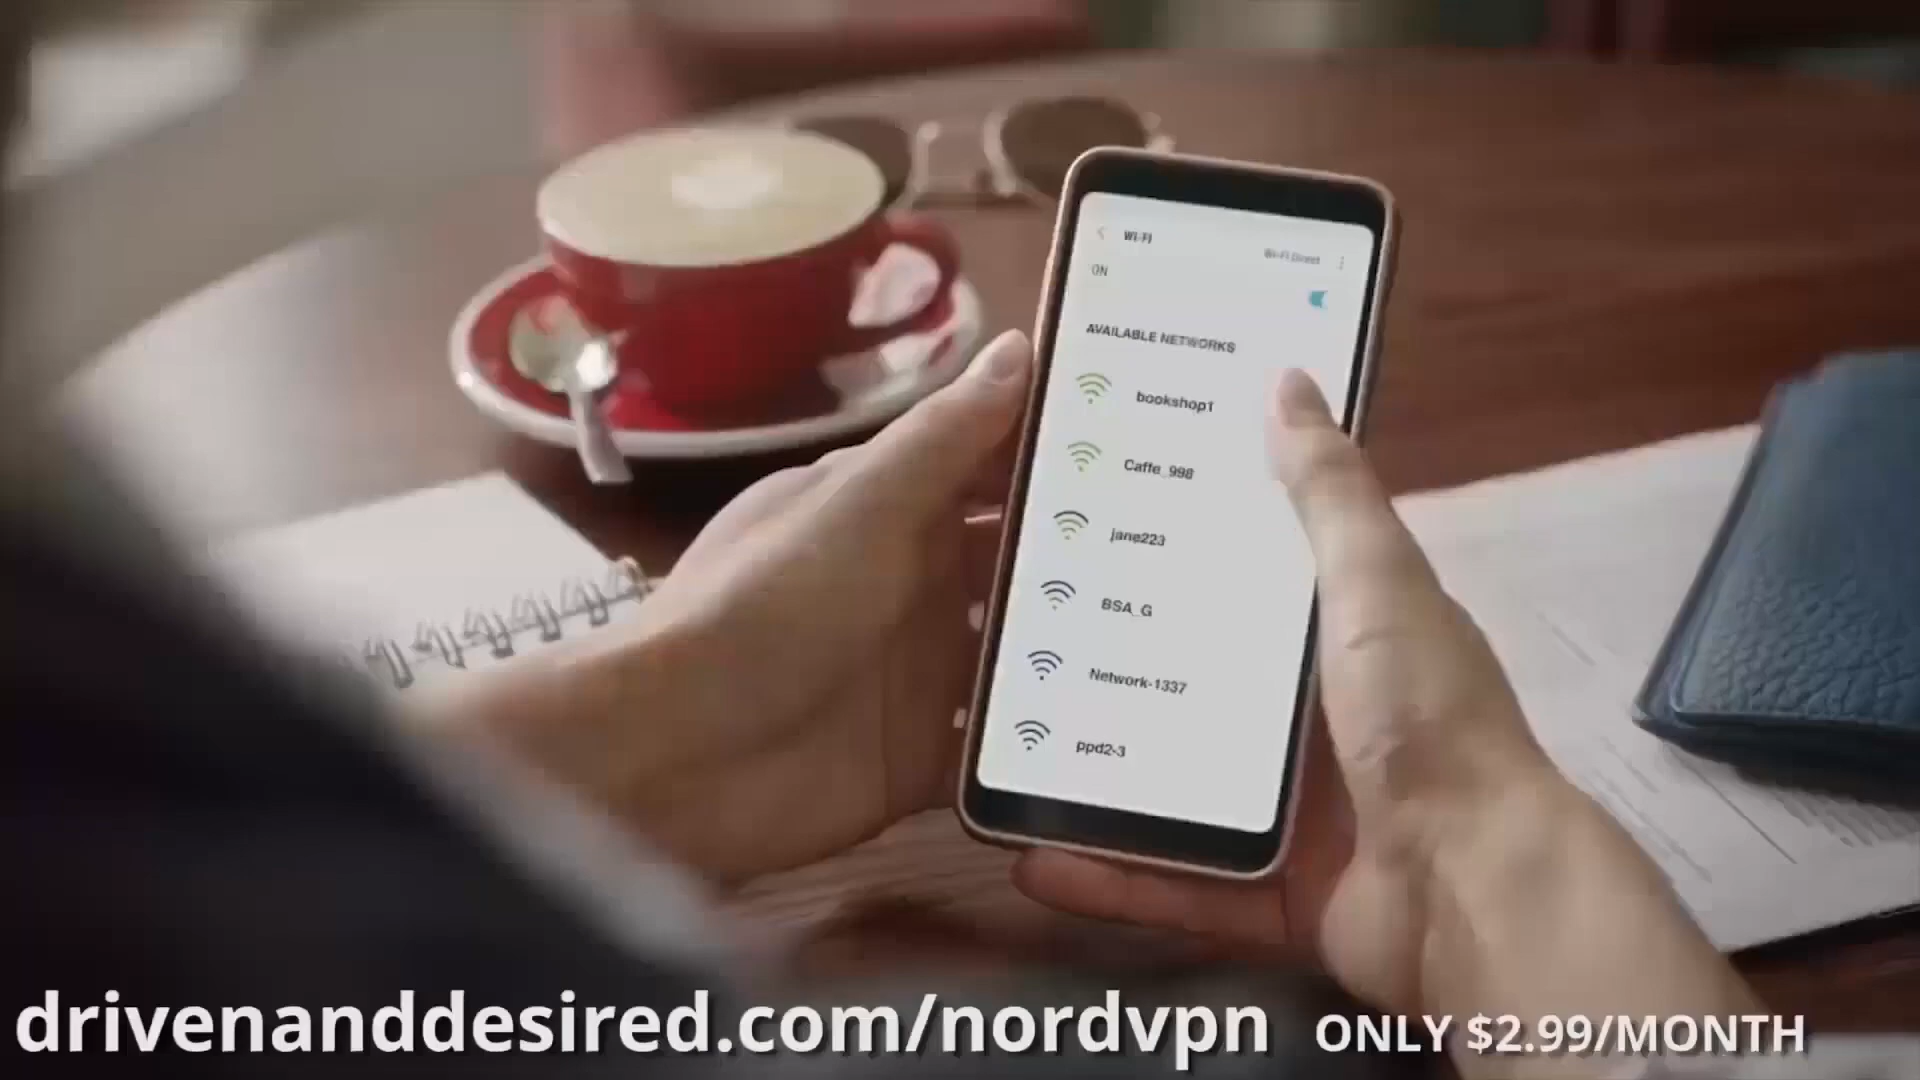 Wi-Fi
Wi-Fi Direct
ON
AVAILABLE NETWORKS
bookshop1
Caffe_998
jane223
BSA_G
Network-1337
ppd2-3
drivenanddesired.com/nordvpn ONLY $2.99/MONTH